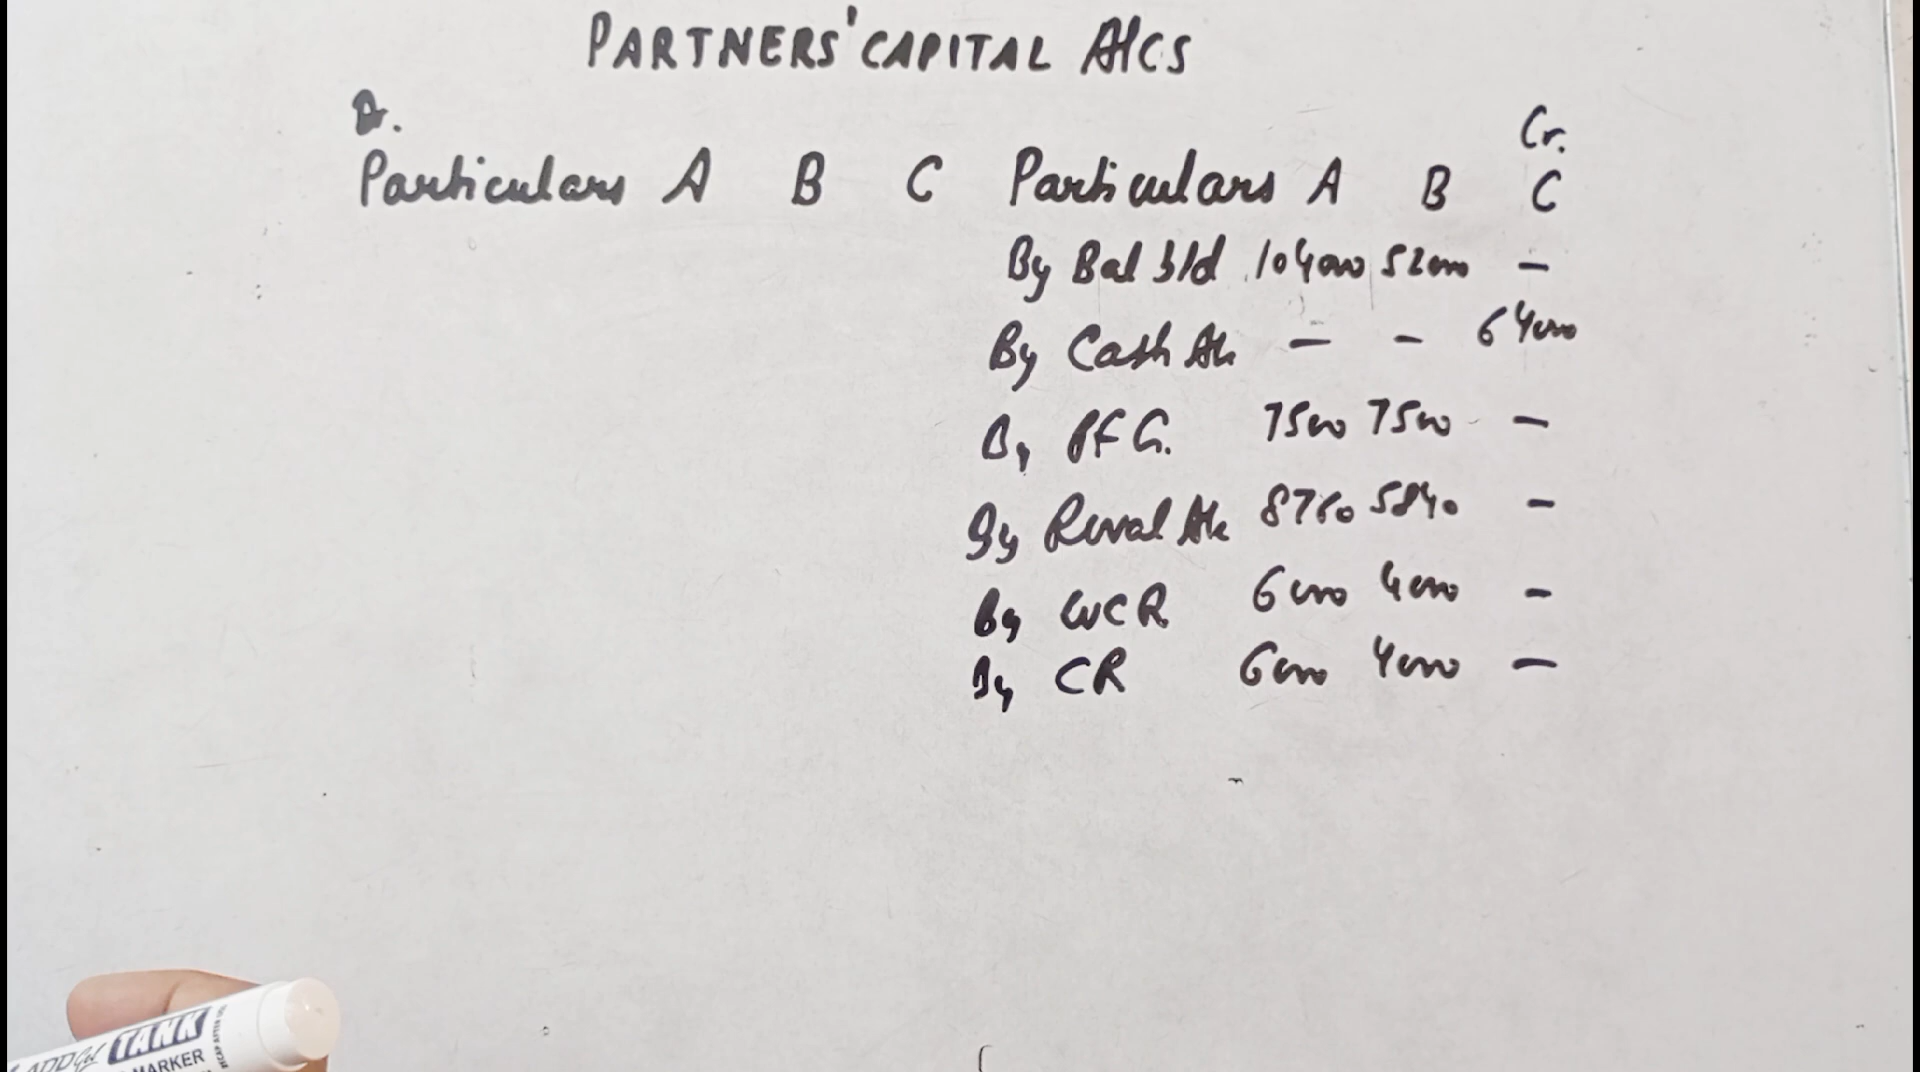 PARTNERS' CAPITAL A/CS
Dr.
Cr.
Particulars A B C Particulars A B C
By Bal b/d 104000 52000 -
By Cash A/c - - 64000
By PFG. 7500 7500 -
By Reval A/c 8760 5840 -
By WCR 6000 4000 -
By CR 6000 4000 -
TANK
MARKER